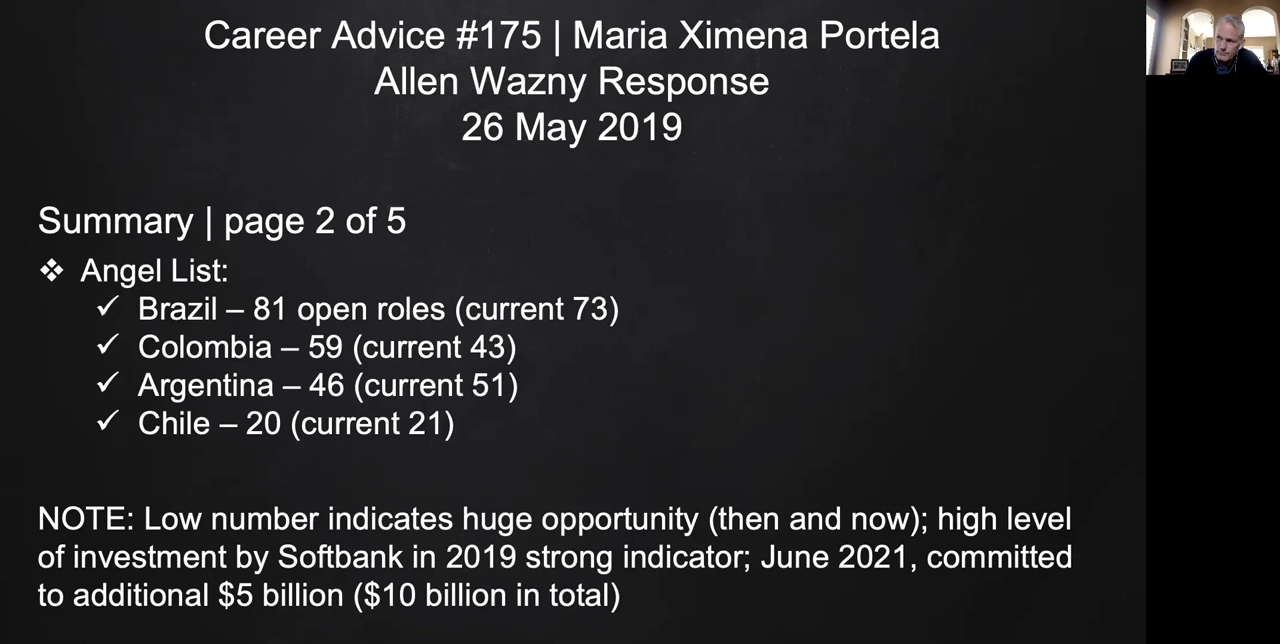 Career Advice #175 | Maria Ximena Portela
Allen Wazny Response
26 May 2019
Summary | page 2 of 5
❖ Angel List:
✓ Brazil – 81 open roles (current 73)
✓ Colombia – 59 (current 43)
✓ Argentina – 46 (current 51)
✓ Chile – 20 (current 21)
NOTE: Low number indicates huge opportunity (then and now); high level
of investment by Softbank in 2019 strong indicator; June 2021, committed
to additional $5 billion ($10 billion in total)